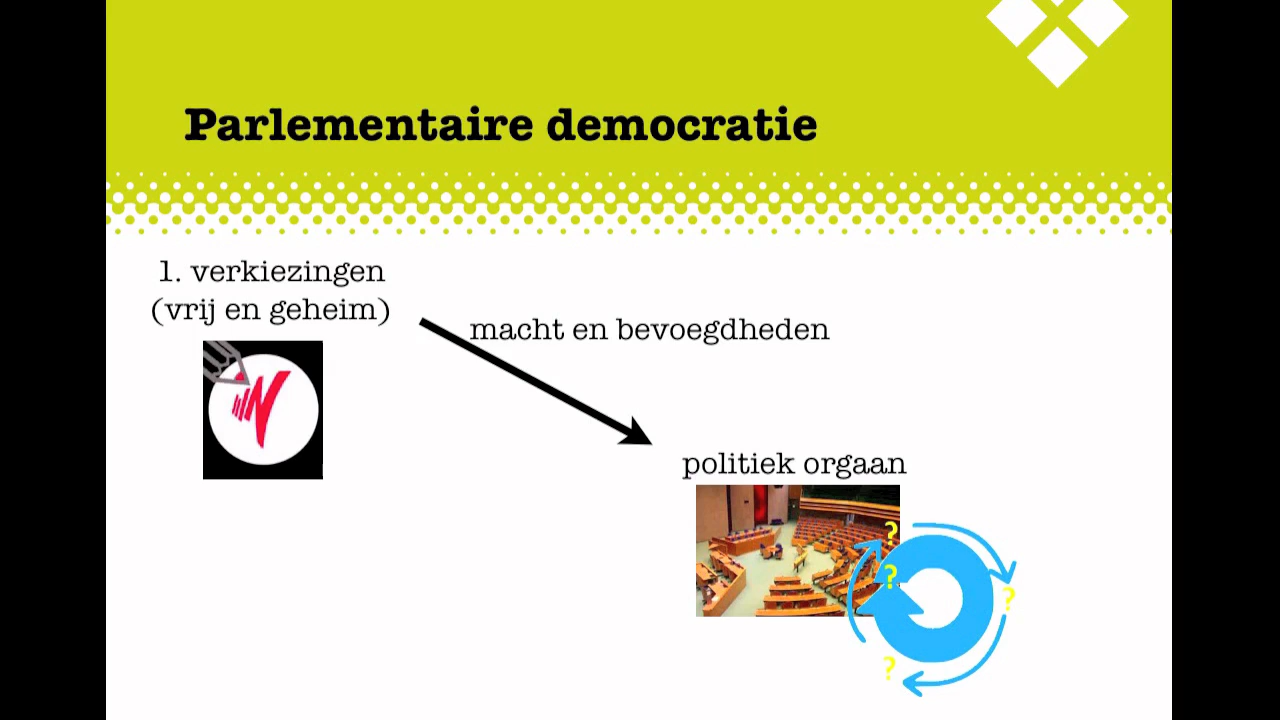 Parlementaire democratie
1. verkiezingen
(vrij en geheim)
macht en bevoegdheden
politiek orgaan
?
?
?
?